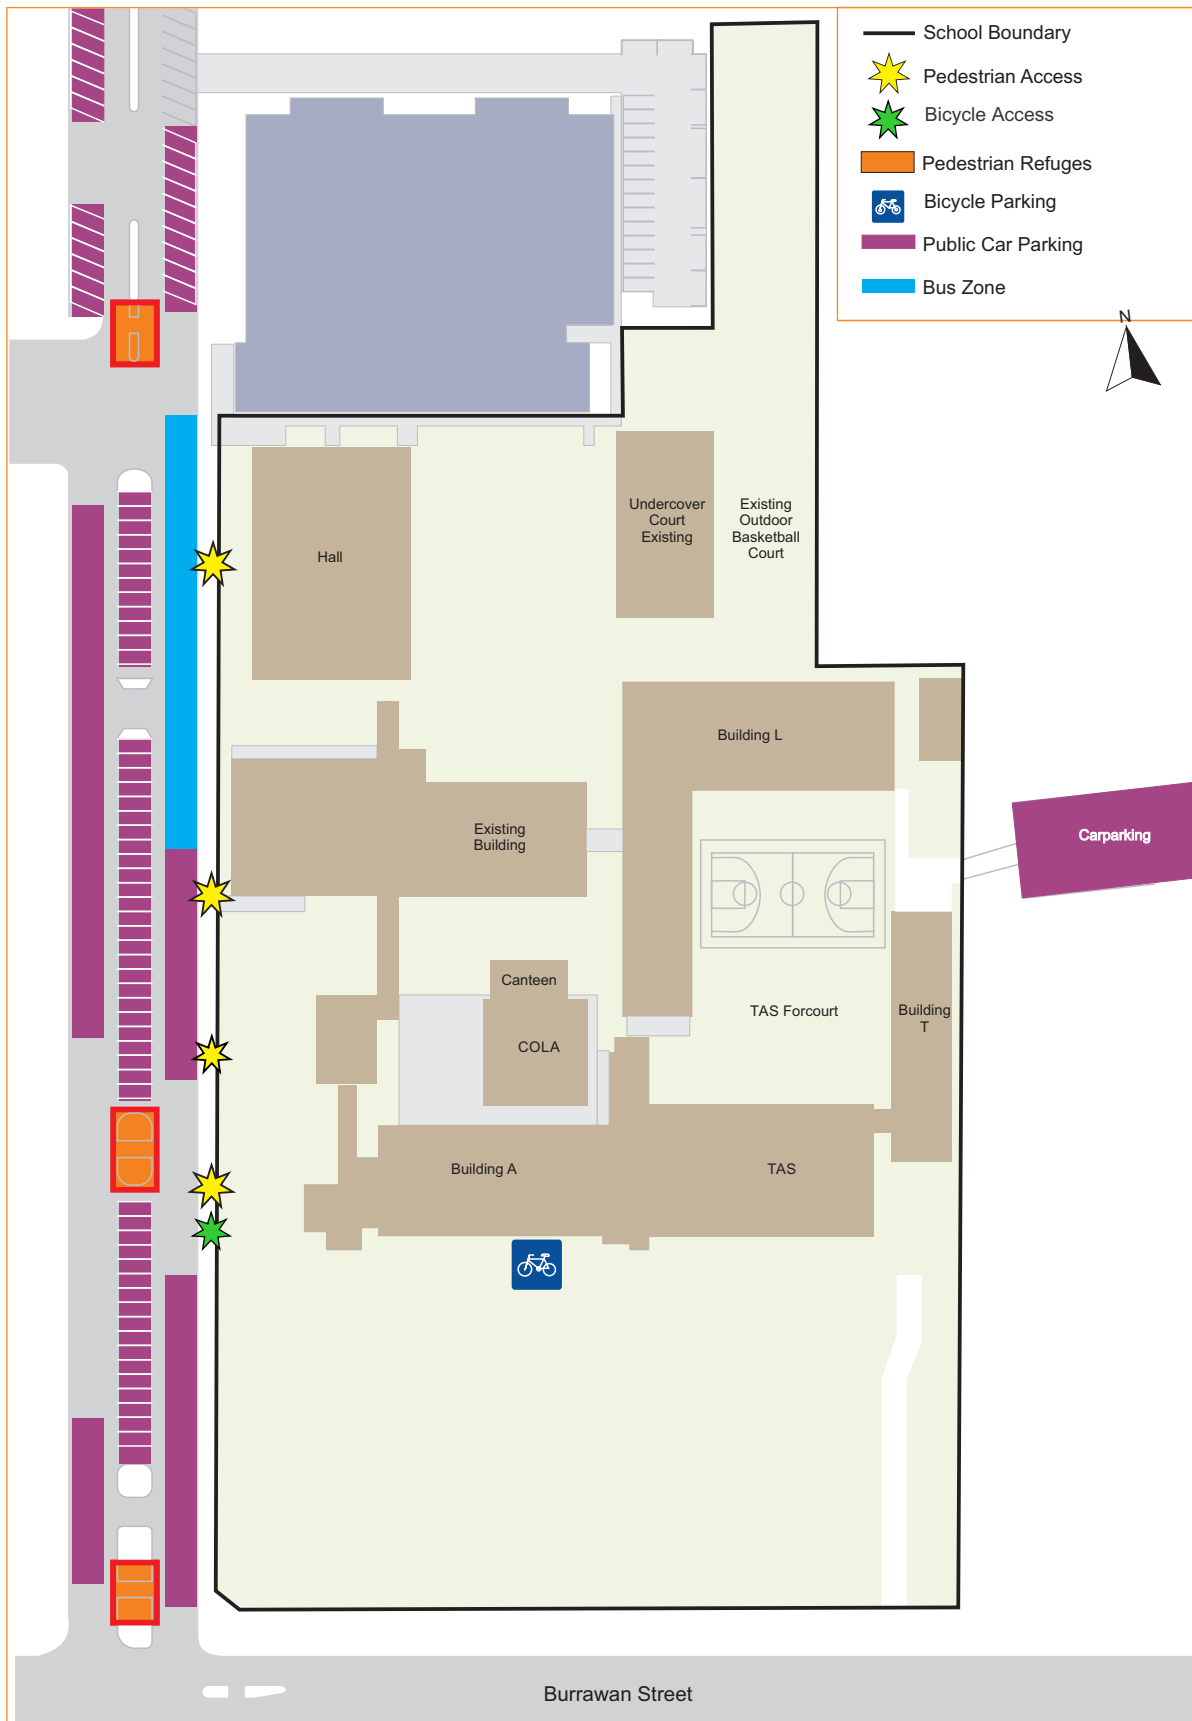 School Boundary
Pedestrian Access
Bicycle Access
Pedestrian Refuges
Bicycle Parking
Public Car Parking
Bus Zone
N
Undercover
Court
Existing
Existing
Outdoor
Basketball
Court
Hall
Building L
Existing
Building
Carparking
Canteen
COLA
TAS Forcourt
Building
T
Building A
TAS
Burrawan Street